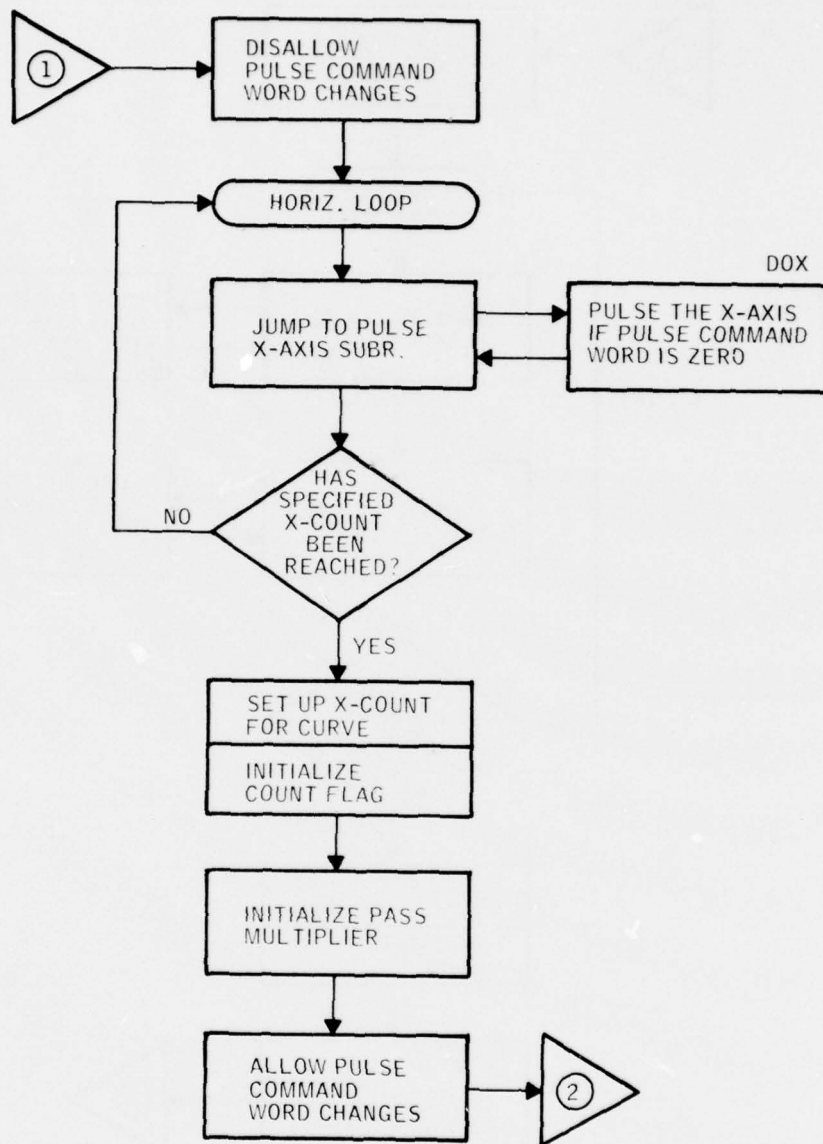 1
DISALLOW
PULSE COMMAND
WORD CHANGES
HORIZ. LOOP
DOX
JUMP TO PULSE
X-AXIS SUBR.
PULSE THE X-AXIS
IF PULSE COMMAND
WORD IS ZERO
HAS
SPECIFIED
X-COUNT
BEEN
REACHED?
NO
YES
SET UP X-COUNT
FOR CURVE
INITIALIZE
COUNT FLAG
INITIALIZE PASS
MULTIPLIER
ALLOW PULSE
COMMAND
WORD CHANGES
2